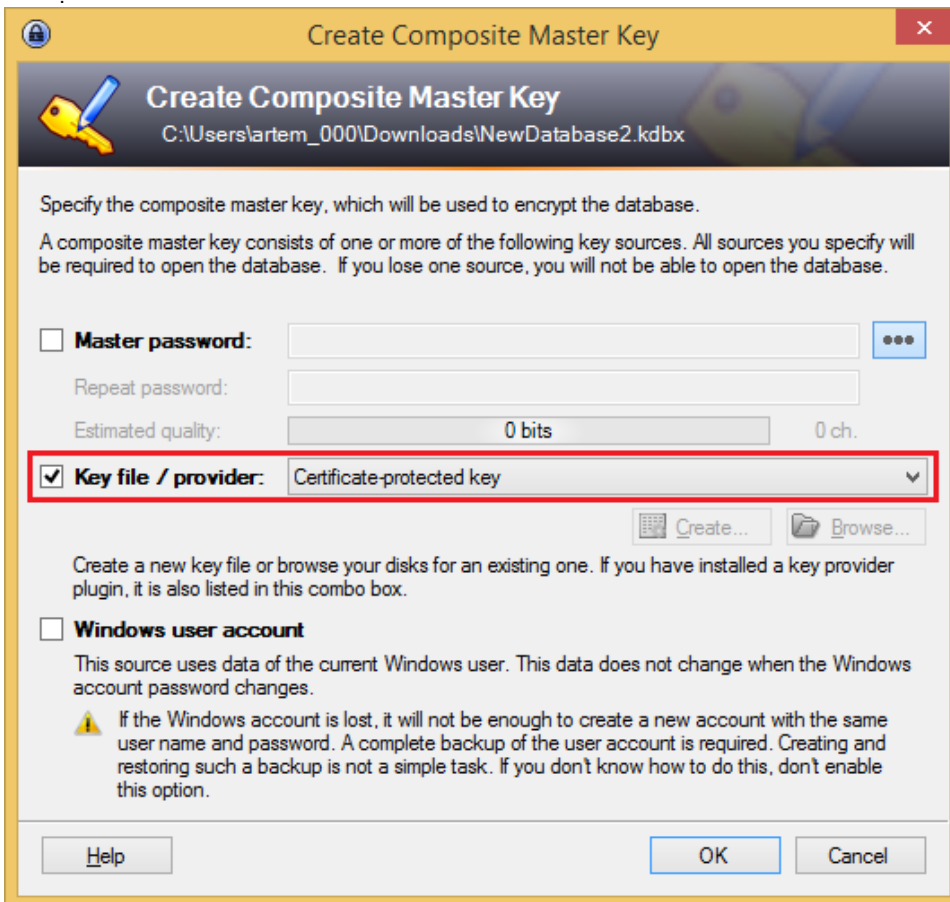 Create Composite Master Key
Create Composite Master Key
C:\Users\artem_000\Downloads\NewDatabase2.kdbx
Specify the composite master key, which will be used to encrypt the database.
A composite master key consists of one or more of the following key sources. All sources you specify will
be required to open the database. If you lose one source, you will not be able to open the database.
Master password:
Repeat password:
Estimated quality: 0 bits 0 ch.
Key file / provider: Certificate-protected key
Create... Browse...
Create a new key file or browse your disks for an existing one. If you have installed a key provider
plugin, it is also listed in this combo box.
Windows user account
This source uses data of the current Windows user. This data does not change when the Windows
account password changes.
If the Windows account is lost, it will not be enough to create a new account with the same
user name and password. A complete backup of the user account is required. Creating and
restoring such a backup is not a simple task. If you don't know how to do this, don't enable
this option.
Help OK Cancel